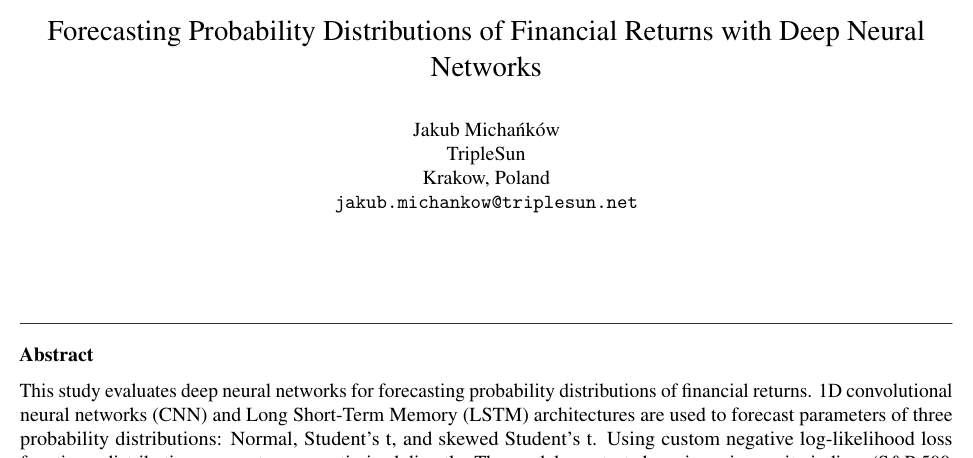 Forecasting Probability Distributions of Financial Returns with Deep Neural
Networks
Jakub Michańków
TripleSun
Krakow, Poland
jakub.michankow@triplesun.net
Abstract
This study evaluates deep neural networks for forecasting probability distributions of financial returns. 1D convolutional
neural networks (CNN) and Long Short-Term Memory (LSTM) architectures are used to forecast parameters of three
probability distributions: Normal, Student's t, and skewed Student's t. Using custom negative log-likelihood loss